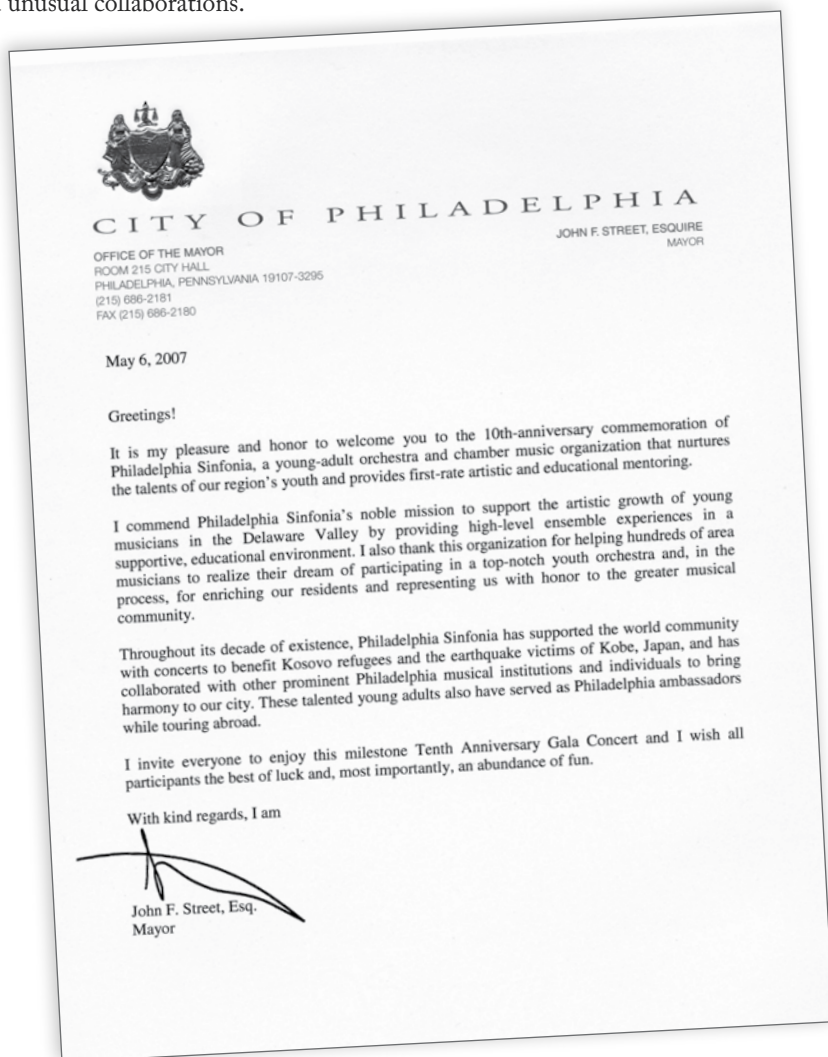 unusual collaborations.
CITY OF PHILADELPHIA
OFFICE OF THE MAYOR
ROOM 215 CITY HALL
PHILADELPHIA, PENNSYLVANIA 19107-3295
(215) 686-2181
FAX (215) 686-2180
JOHN F. STREET, ESQUIRE
MAYOR
May 6, 2007
Greetings!
It is my pleasure and honor to welcome you to the 10th-anniversary commemoration of
Philadelphia Sinfonia, a young-adult orchestra and chamber music organization that nurtures
the talents of our region's youth and provides first-rate artistic and educational mentoring.
I commend Philadelphia Sinfonia's noble mission to support the artistic growth of young
musicians in the Delaware Valley by providing high-level ensemble experiences in a
supportive, educational environment. I also thank this organization for helping hundreds of area
musicians to realize their dream of participating in a top-notch youth orchestra and, in the
process, for enriching our residents and representing us with honor to the greater musical
community.
Throughout its decade of existence, Philadelphia Sinfonia has supported the world community
with concerts to benefit Kosovo refugees and the earthquake victims of Kobe, Japan, and has
collaborated with other prominent Philadelphia musical institutions and individuals to bring
harmony to our city. These talented young adults also have served as Philadelphia ambassadors
while touring abroad.
I invite everyone to enjoy this milestone Tenth Anniversary Gala Concert and I wish all
participants the best of luck and, most importantly, an abundance of fun.
With kind regards, I am
John F. Street, Esq.
Mayor